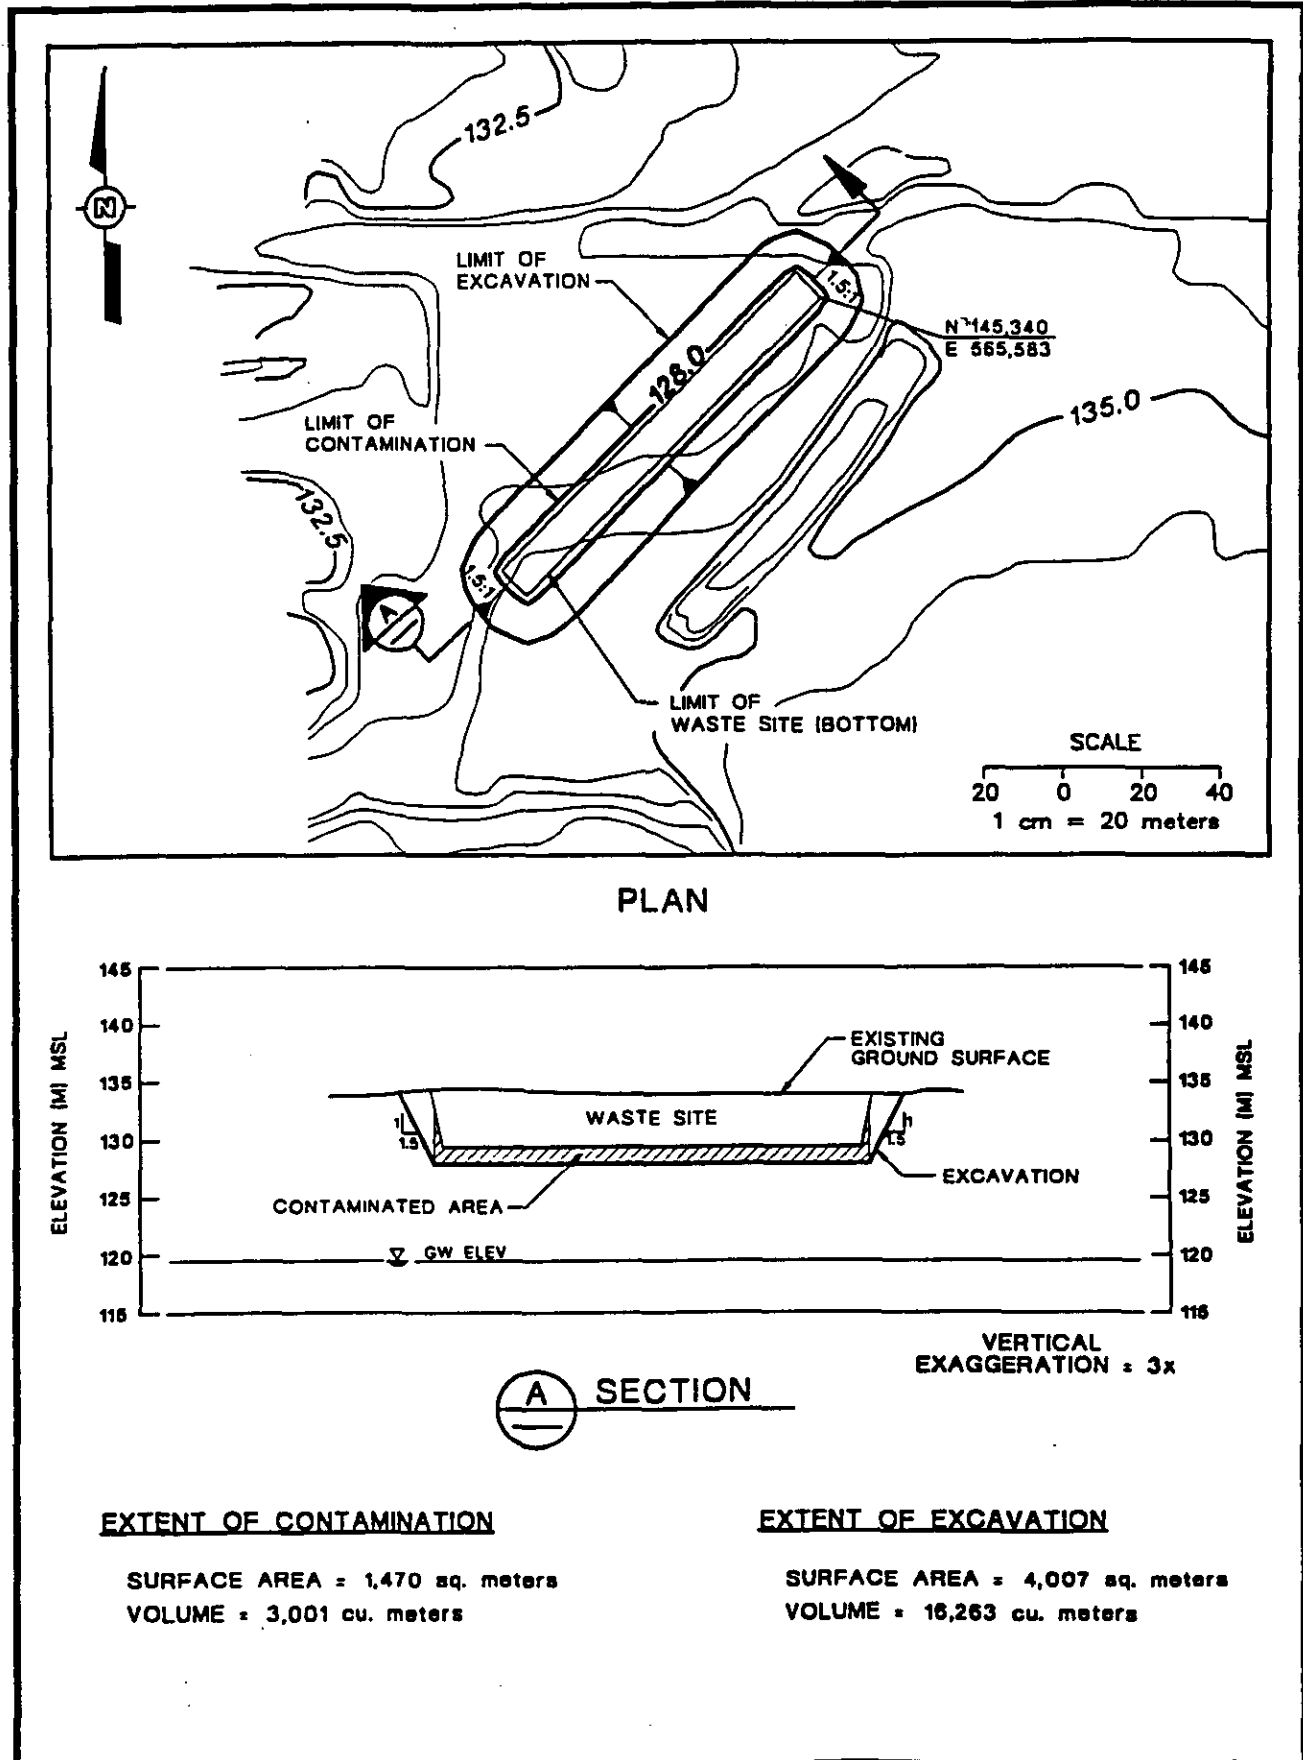 N
132.5
LIMIT OF
EXCAVATION
1.5:1
N 145,340
E 565,583
128.0
135.0
LIMIT OF
CONTAMINATION
132.5
1.5:1
A
LIMIT OF
WASTE SITE (BOTTOM)
SCALE
20 0 20 40
1 cm = 20 meters
PLAN
145 145
140 140
EXISTING
GROUND SURFACE
135 135
WASTE SITE
1 1
1.5 1.5
130 130
EXCAVATION
125 125
CONTAMINATED AREA
GW ELEV
120 120
115 115
ELEVATION (M) MSL
ELEVATION (M) MSL
VERTICAL
EXAGGERATION = 3x
A SECTION
EXTENT OF CONTAMINATION
SURFACE AREA = 1,470 sq. meters
VOLUME = 3,001 cu. meters
EXTENT OF EXCAVATION
SURFACE AREA = 4,007 sq. meters
VOLUME = 16,263 cu. meters